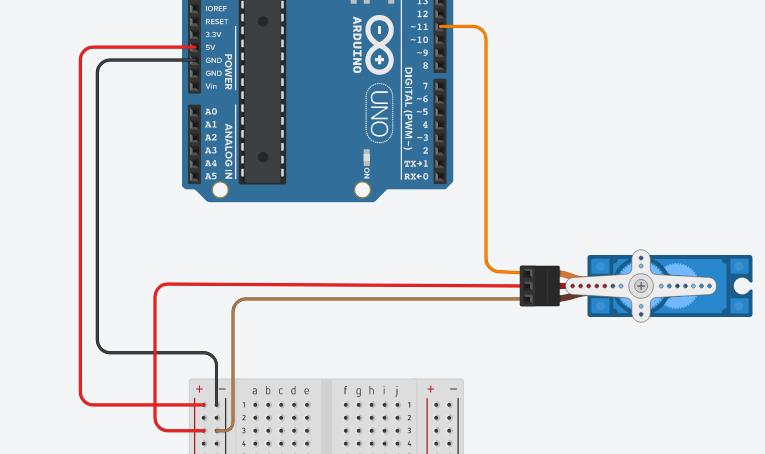 IOREF
RESET
3.3V
5V
GND
GND
Vin
POWER
A0
A1
A2
A3
A4
A5
ANALOG IN
ARDUINO
UNO
ON
DIGITAL (PWM~)
13
12
~11
~10
~9
8
7
~6
~5
4
~3
2
TX→1
RX←0
+ − a b c d e f g h i j + −
1 1
2 2
3 3
4 4